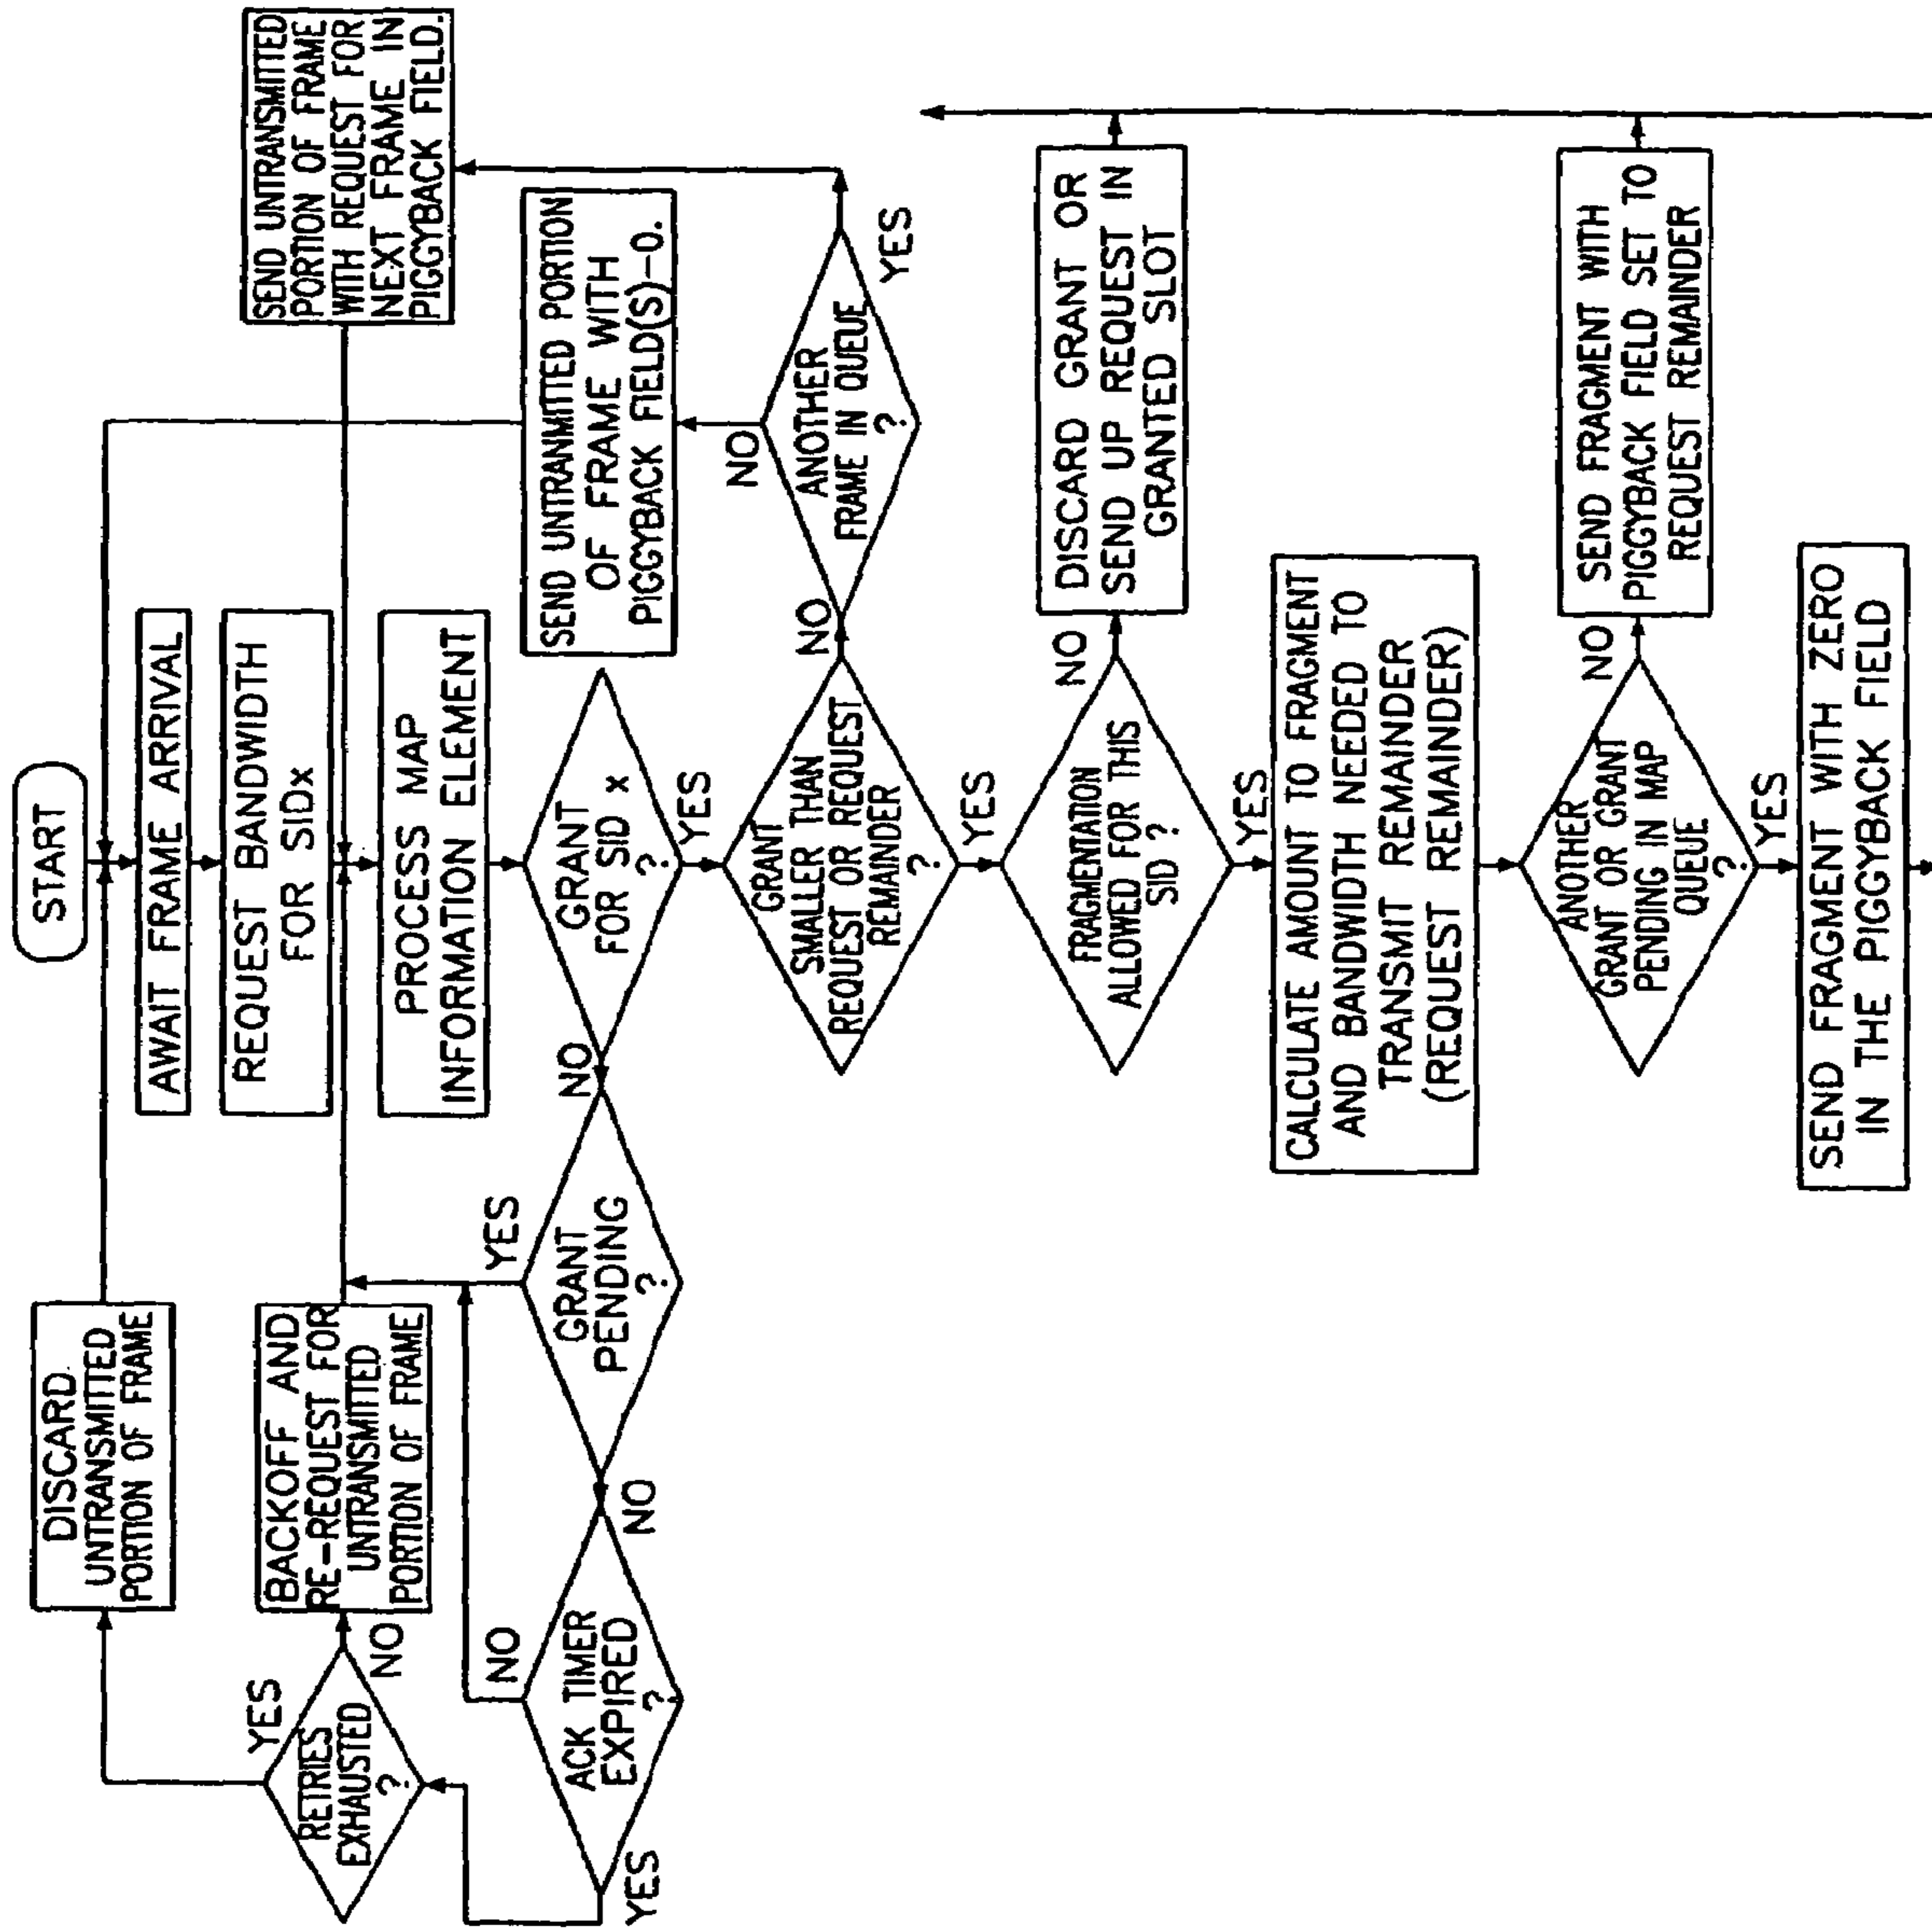 START
AWAIT FRAME ARRIVAL
REQUEST BANDWIDTH
FOR SIDx
PROCESS MAP
INFORMATION ELEMENT
GRANT
FOR SID x
?
NO
YES
GRANT
PENDING
?
YES
NO
ACK TIMER
EXPIRED
?
NO
YES
RETRIES
EXHAUSTED
?
YES
NO
DISCARD
UNTRANSMITTED
PORTION OF FRAME
BACKOFF AND
RE-REQUEST FOR
UNTRANSMITTED
PORTION OF FRAME
GRANT
SMALLER THAN
REQUEST OR REQUEST
REMAINDER
?
NO
YES
ANOTHER
FRAME IN QUEUE
?
NO
YES
SEND UNTRANMITTED PORTION
OF FRAME WITH
PIGGYBACK FIELD(S)-0.
SEND UNTRANSMITTED
PORTION OF FRAME
WITH REQUEST FOR
NEXT FRAME IN
PIGGYBACK FIELD.
FRAGMENTATION
ALLOWED FOR THIS
SID?
NO
YES
DISCARD GRANT OR
SEND UP REQUEST IN
GRANTED SLOT
CALCULATE AMOUNT TO FRAGMENT
AND BANDWIDTH NEEDED TO
TRANSMIT REMAINDER
(REQUEST REMAINDER)
ANOTHER
GRANT OR GRANT
PENDING IN MAP
QUEUE
?
NO
YES
SEND FRAGMENT WITH
PIGGYBACK FIELD SET TO
REQUEST REMAINDER
SEND FRAGMENT WITH ZERO
IN THE PIGGYBACK FIELD